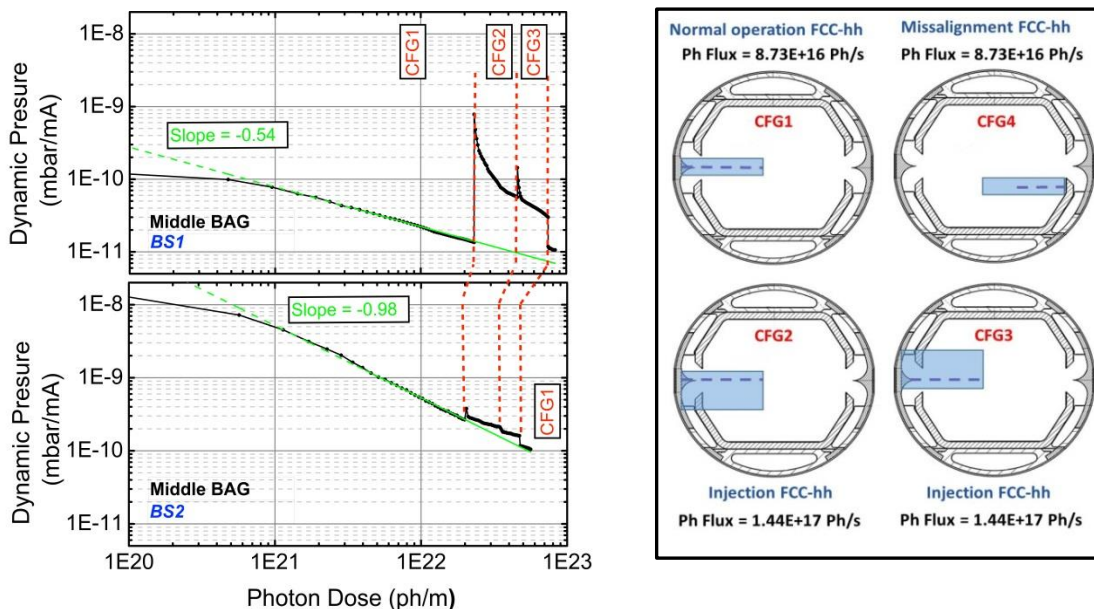 1E-8
1E-9
1E-10
1E-11
Dynamic Pressure
(mbar/mA)
CFG1
CFG2
CFG3
Slope = -0.54
Middle BAG
BS1
1E-8
1E-9
1E-10
1E-11
Dynamic Presure
(mbar/mA)
Slope = -0.98
CFG1
Middle BAG
BS2
1E20
1E21
1E22
1E23
Photon Dose (ph/m)
Normal operation FCC-hh
Ph Flux = 8.73E+16 Ph/s
CFG1
Missalignment FCC-hh
Ph Flux = 8.73E+16 Ph/s
CFG4
CFG2
Injection FCC-hh
Ph Flux = 1.44E+17 Ph/s
CFG3
Injection FCC-hh
Ph Flux = 1.44E+17 Ph/s